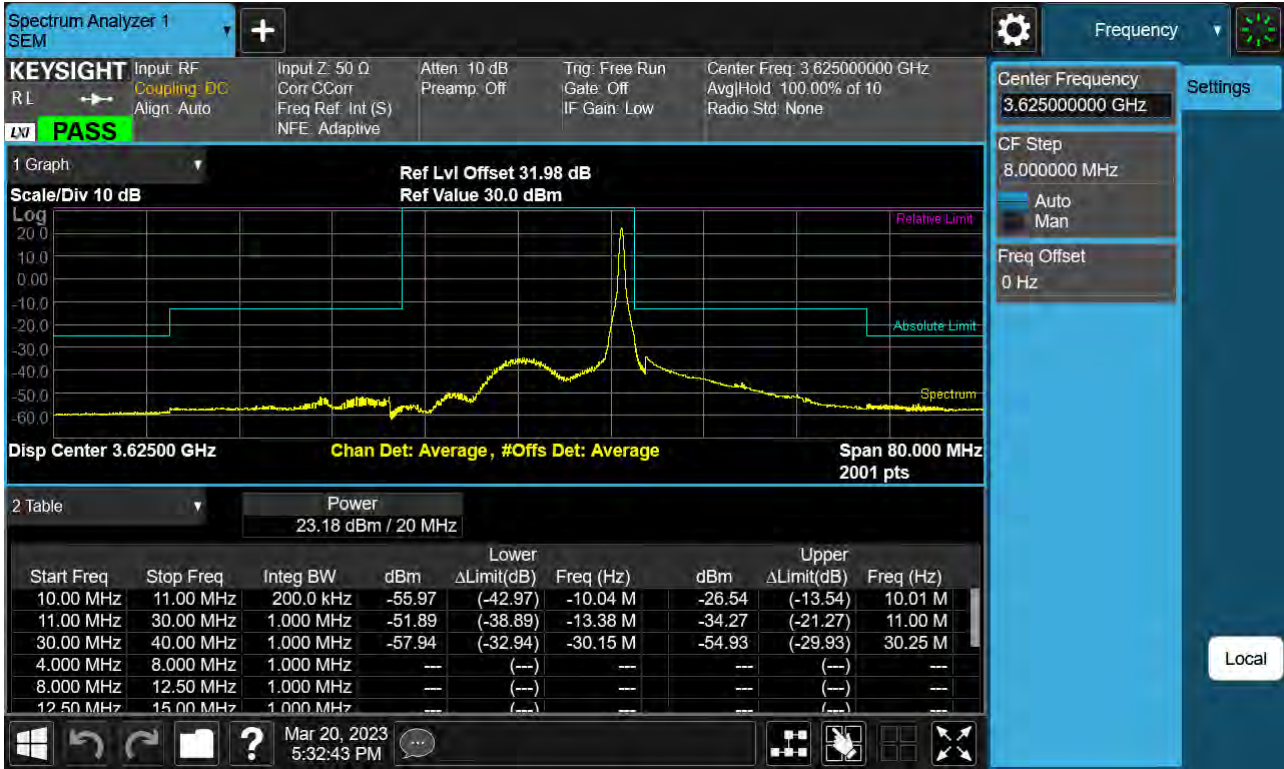 Spectrum Analyzer 1
SEM
Frequency
KEYSIGHT
R L
LXI
PASS
Input: RF
Coupling: DC
Align: Auto
Input Z: 50 Ω
Corr CCorr
Freq Ref: Int (S)
NFE: Adaptive
Atten: 10 dB
Preamp: Off
Trig: Free Run
Gate: Off
IF Gain: Low
Center Freq: 3.625000000 GHz
Avg|Hold: 100.00% of 10
Radio Std: None
Center Frequency
3.625000000 GHz
Settings
CF Step
8.000000 MHz
Auto
Man
Freq Offset
0 Hz
1 Graph
Scale/Div 10 dB
Ref Lvl Offset 31.98 dB
Ref Value 30.0 dBm
Log
20.0
10.0
0.00
-10.0
-20.0
-30.0
-40.0
-50.0
-60.0
Relative Limit
Absolute Limit
Spectrum
Disp Center 3.62500 GHz
Chan Det: Average, #Offs Det: Average
Span 80.000 MHz
2001 pts
2 Table
Power
23.18 dBm / 20 MHz
Lower Upper
Start Freq Stop Freq Integ BW dBm ΔLimit(dB) Freq (Hz) dBm ΔLimit(dB) Freq (Hz)
10.00 MHz 11.00 MHz 200.0 kHz -55.97 (-42.97) -10.04 M -26.54 (-13.54) 10.01 M
11.00 MHz 30.00 MHz 1.000 MHz -51.89 (-38.89) -13.38 M -34.27 (-21.27) 11.00 M
30.00 MHz 40.00 MHz 1.000 MHz -57.94 (-32.94) -30.15 M -54.93 (-29.93) 30.25 M
4.000 MHz 8.000 MHz 1.000 MHz --- (---) --- --- (---) ---
8.000 MHz 12.50 MHz 1.000 MHz --- (---) --- --- (---) ---
12.50 MHz 15.00 MHz 1.000 MHz --- (---) --- --- (---) ---
Local
?
Mar 20, 2023
5:32:43 PM